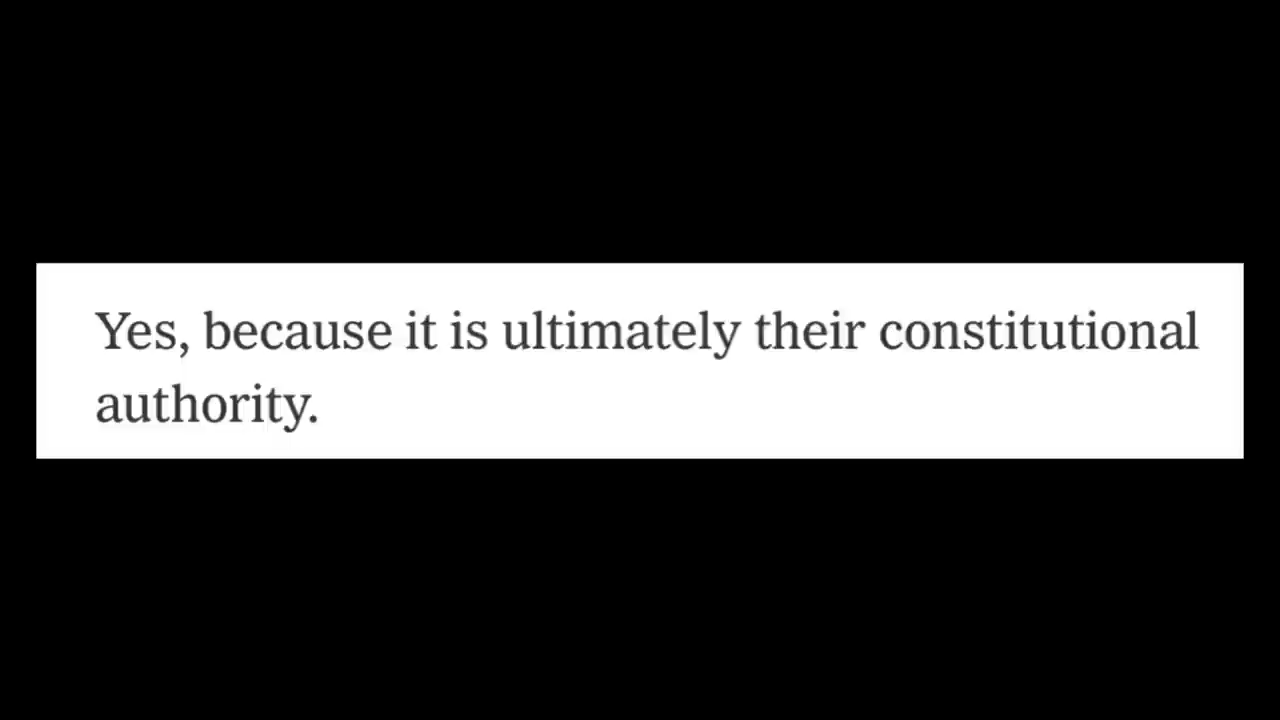 Yes, because it is ultimately their constitutional
authority.